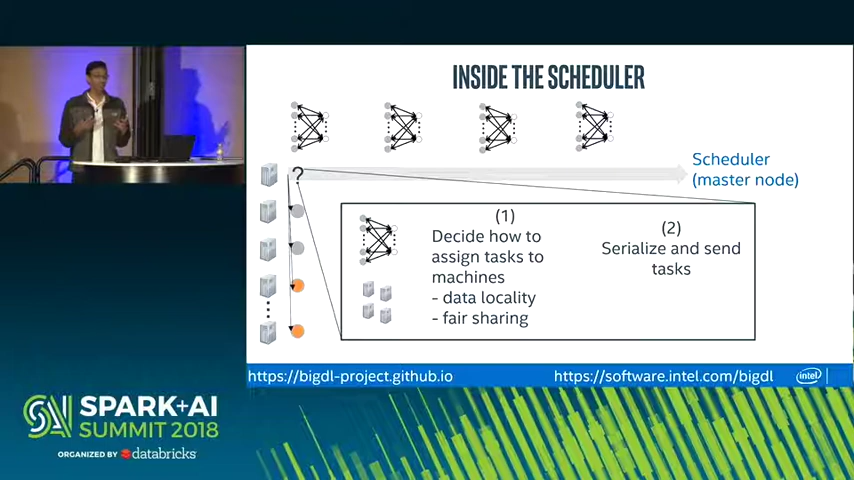 INSIDE THE SCHEDULER
Scheduler
(master node)
?
(1)
Decide how to
assign tasks to
machines
- data locality
- fair sharing
(2)
Serialize and send
tasks
https://bigdl-project.github.io
https://software.intel.com/bigdl
intel
SPARK+AI
SUMMIT 2018
ORGANIZED BY databricks